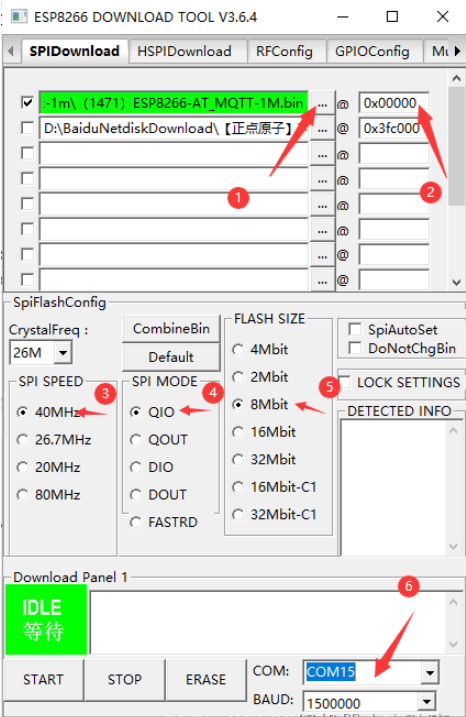 ESP8266 DOWNLOAD TOOL V3.6.4
SPIDownload HSPIDownload RFConfig GPIOConfig Mu
:-1m\（1471）ESP8266-AT_MQTT-1M.bin ... @ 0x00000
D:\BaiduNetdiskDownload\【正点原子】 ... @ 0x3fc000
... @
... @
... @
... @
... @
1
2
SpiFlashConfig
CrystalFreq :
26M
CombineBin
Default
SPI SPEED
3
40MHz
26.7MHz
20MHz
80MHz
SPI MODE
4
QIO
QOUT
DIO
DOUT
FASTRD
FLASH SIZE
4Mbit
2Mbit
8Mbit
16Mbit
32Mbit
16Mbit-C1
32Mbit-C1
5
SpiAutoSet
DoNotChgBin
LOCK SETTINGS
DETECTED INFO
Download Panel 1
6
IDLE
等待
START STOP ERASE
COM: COM15
BAUD: 1500000